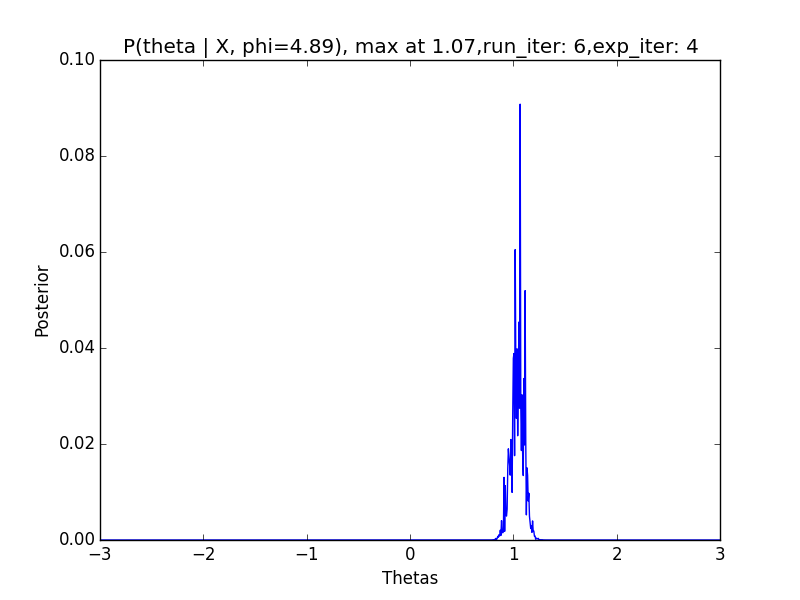 P(theta | X, phi=4.89), max at 1.07,run_iter: 6,exp_iter: 4
0.10
0.08
0.06
0.04
0.02
0.00
Posterior
−3 −2 −1 0 1 2 3
Thetas